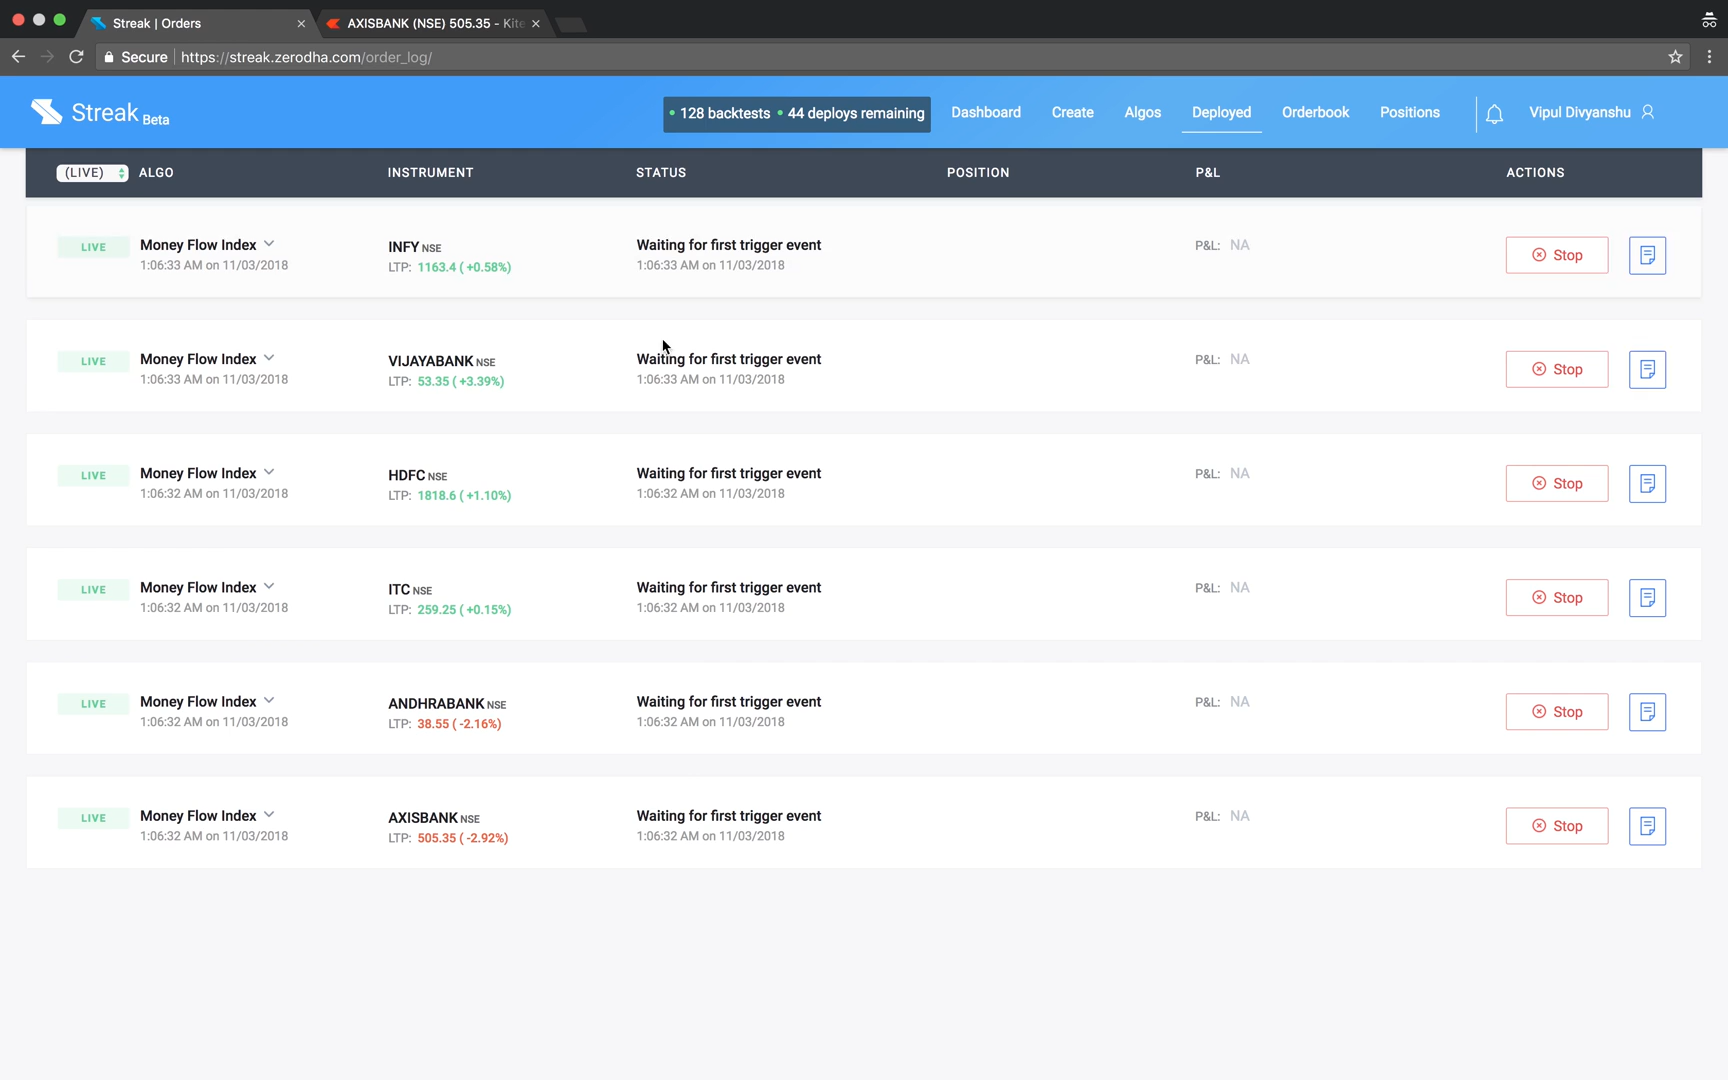 Streak | Orders
AXISBANK (NSE) 505.35 - Kite
Secure https://streak.zerodha.com/order_log/
Streak Beta
128 backtests 44 deploys remaining Dashboard Create Algos Deployed Orderbook Positions Vipul Divyanshu
(LIVE) ALGO INSTRUMENT STATUS POSITION P&L ACTIONS
LIVE Money Flow Index INFY NSE Waiting for first trigger event P&L: NA Stop
1:06:33 AM on 11/03/2018 LTP: 1163.4 ( +0.58%) 1:06:33 AM on 11/03/2018
LIVE Money Flow Index VIJAYABANK NSE Waiting for first trigger event P&L: NA Stop
1:06:33 AM on 11/03/2018 LTP: 53.35 ( +3.39%) 1:06:33 AM on 11/03/2018
LIVE Money Flow Index HDFC NSE Waiting for first trigger event P&L: NA Stop
1:06:32 AM on 11/03/2018 LTP: 1818.6 ( +1.10%) 1:06:32 AM on 11/03/2018
LIVE Money Flow Index ITC NSE Waiting for first trigger event P&L: NA Stop
1:06:32 AM on 11/03/2018 LTP: 259.25 ( +0.15%) 1:06:32 AM on 11/03/2018
LIVE Money Flow Index ANDHRABANK NSE Waiting for first trigger event P&L: NA Stop
1:06:32 AM on 11/03/2018 LTP: 38.55 ( -2.16%) 1:06:32 AM on 11/03/2018
LIVE Money Flow Index AXISBANK NSE Waiting for first trigger event P&L: NA Stop
1:06:32 AM on 11/03/2018 LTP: 505.35 ( -2.92%) 1:06:32 AM on 11/03/2018